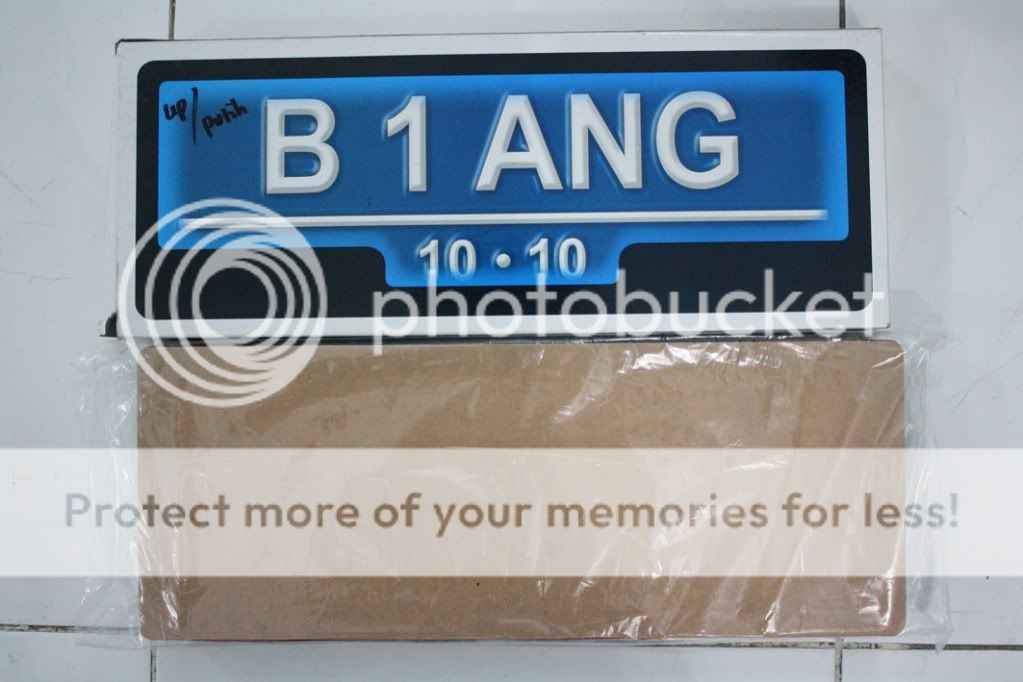 up/putih
B 1 ANG
10 • 10
photobucket
Protect more of your memories for less!